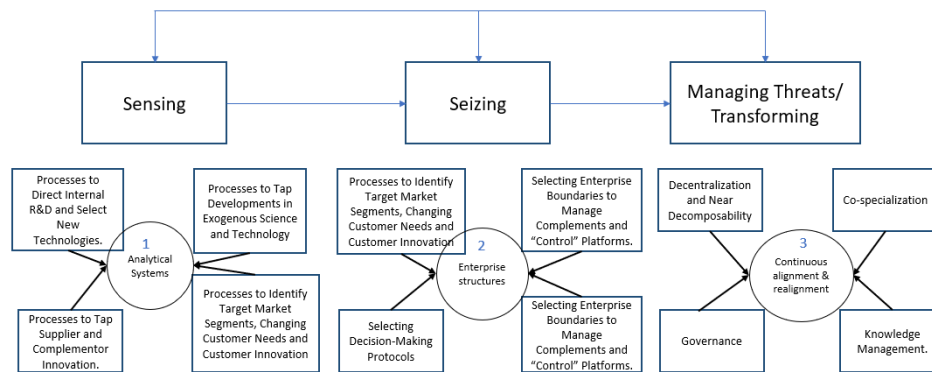 Sensing
Seizing
Managing Threats/
Transforming
Processes to
Direct Internal
R&D and Select
New
Technologies.
Processes to Tap
Developments in
Exogenous Science
and Technology
1
Analytical
Systems
Processes to Tap
Supplier and
Complementor
Innovation.
Processes to Identify
Target Market
Segments, Changing
Customer Needs and
Customer Innovation
Processes to Identify
Target Market
Segments, Changing
Customer Needs and
Customer Innovation
Selecting Enterprise
Boundaries to
Manage
Complements and
“Control” Platforms.
2
Enterprise
structures
Selecting
Decision-Making
Protocols
Selecting Enterprise
Boundaries to
Manage
Complements and
“Control” Platforms.
Decentralization
and Near
Decomposability
Co-specialization
3
Continuous
alignment &
realignment
Governance
Knowledge
Management.